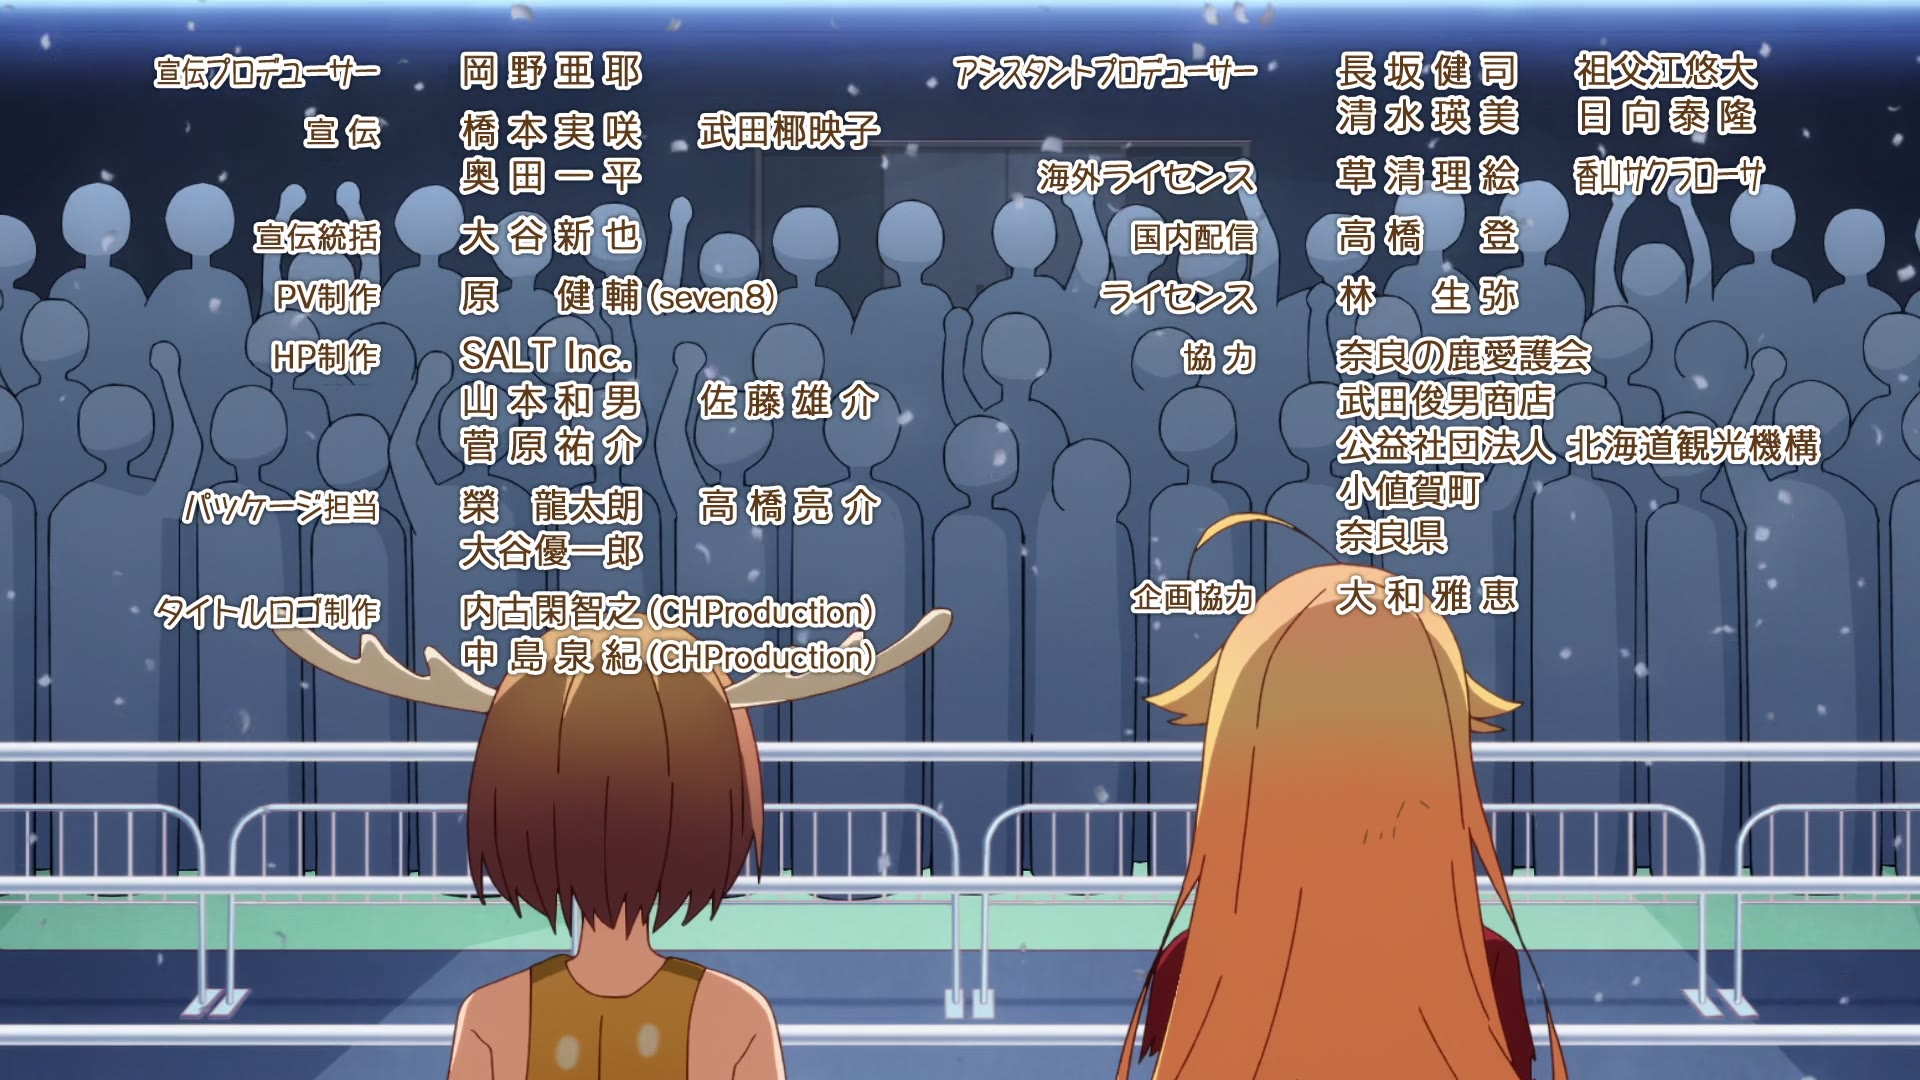 宣伝プロデューサー 岡野亜耶
宣伝 橋本実咲 武田椰映子
奥田一平
宣伝統括 大谷新也
PV制作 原 健輔(seven8)
HP制作 SALT Inc.
山本和男 佐藤雄介
菅原祐介
パッケージ担当 榮 龍太朗 高橋亮介
大谷優一郎
タイトルロゴ制作 内古閑智之(CHProduction)
中島泉紀(CHProduction)
アシスタントプロデューサー 長坂健司 祖父江悠大
清水瑛美 日向泰隆
海外ライセンス 草清理絵 香山サクラローサ
国内配信 高橋 登
ライセンス 林 生弥
協力 奈良の鹿愛護会
武田俊男商店
公益社団法人 北海道観光機構
小値賀町
奈良県
企画協力 大和雅恵